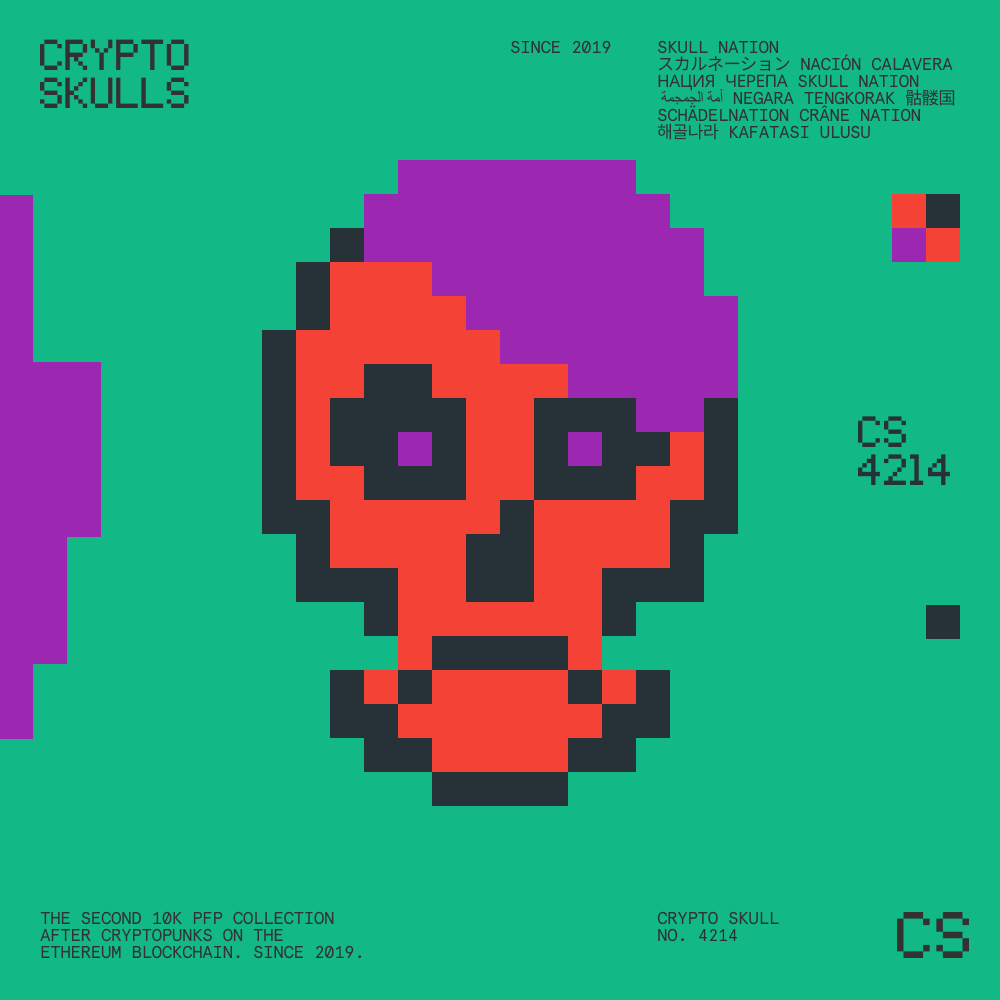 CRYPTO
SKULLS
SINCE 2019
SKULL NATION
スカルネーション NACIÓN CALAVERA
НАЦИЯ ЧЕРЕПА SKULL NATION
أمة الجمجمة NEGARA TENGKORAK 骷髅国
SCHÄDELNATION CRÂNE NATION
해골나라 KAFATASI ULUSU
CS
4214
THE SECOND 10K PFP COLLECTION
AFTER CRYPTOPUNKS ON THE
ETHEREUM BLOCKCHAIN. SINCE 2019.
CRYPTO SKULL
NO. 4214
CS